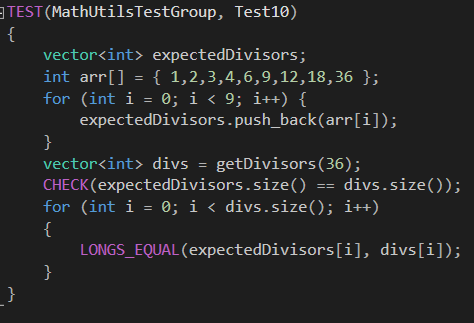 TEST(MathUtilsTestGroup, Test10)
{
    vector<int> expectedDivisors;
    int arr[] = { 1,2,3,4,6,9,12,18,36 };
    for (int i = 0; i < 9; i++) {
        expectedDivisors.push_back(arr[i]);
    }
    vector<int> divs = getDivisors(36);
    CHECK(expectedDivisors.size() == divs.size());
    for (int i = 0; i < divs.size(); i++)
    {
        LONGS_EQUAL(expectedDivisors[i], divs[i]);
    }
}